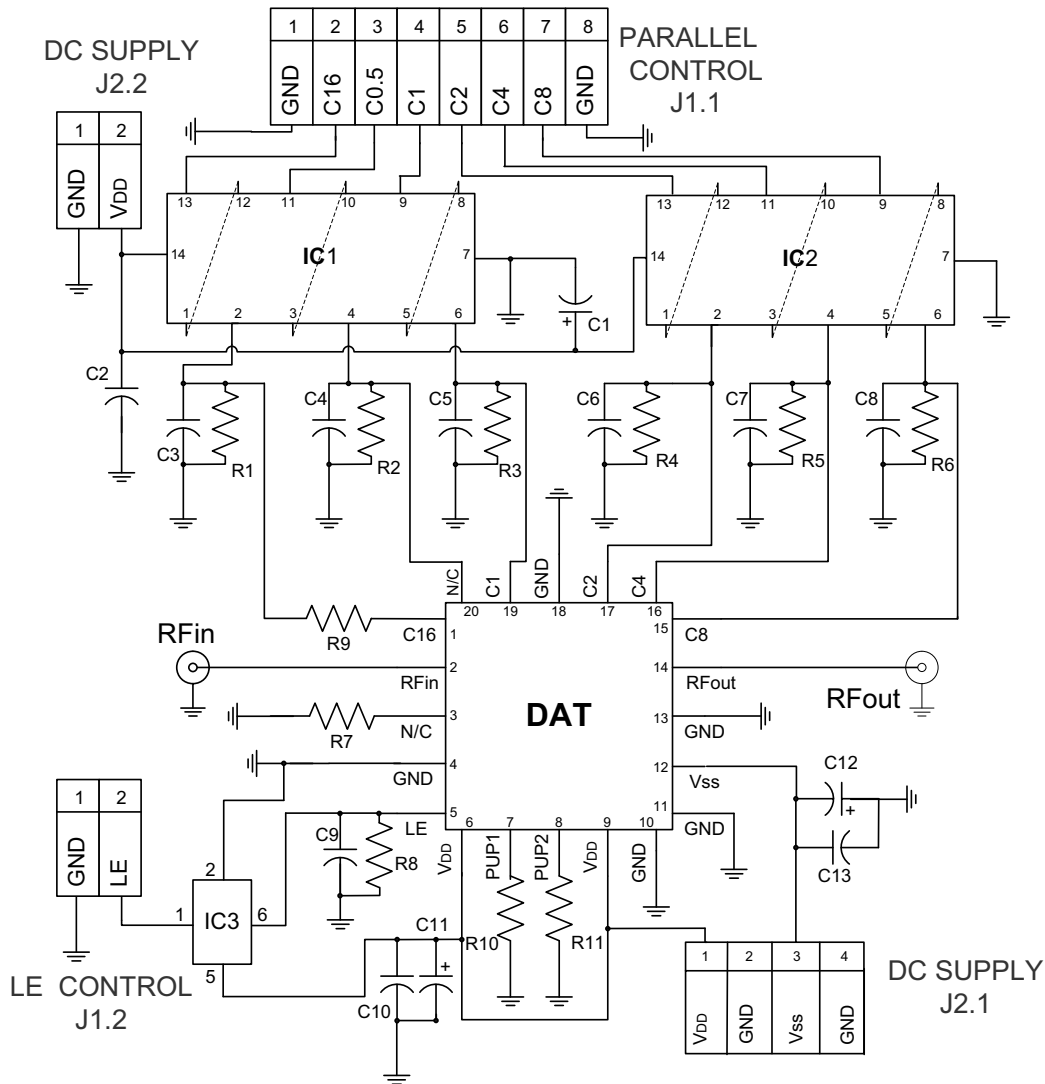 DC SUPPLY
J2.2
1 2
GND VDD
1 2 3 4 5 6 7 8
GND C16 C0.5 C1 C2 C4 C8 GND
PARALLEL
CONTROL
J1.1
13 12 11 10 9 8
14 IC1 7
1 2 3 4 5 6
13 12 11 10 9 8
14 IC2 7
1 2 3 4 5 6
C1
C2
C3 R1
C4 R2
C5 R3
C6 R4
C7 R5
C8 R6
N/C C1 GND C2 C4
20 19 18 17 16
R9 C16 1
15 C8
RFin
2 RFin
14 RFout
RFout
DAT
R7 N/C 3
13 GND
GND 4
12 Vss
LE 5
11 GND
6 7 8 9 10
VDD PUP1 PUP2 VDD GND
C12
C13
C9 R8
R10 R11
C11
C10
1 2
GND LE
LE CONTROL
J1.2
2
1 IC3 6
5
1 2 3 4
VDD GND Vss GND
DC SUPPLY
J2.1
+
+
+